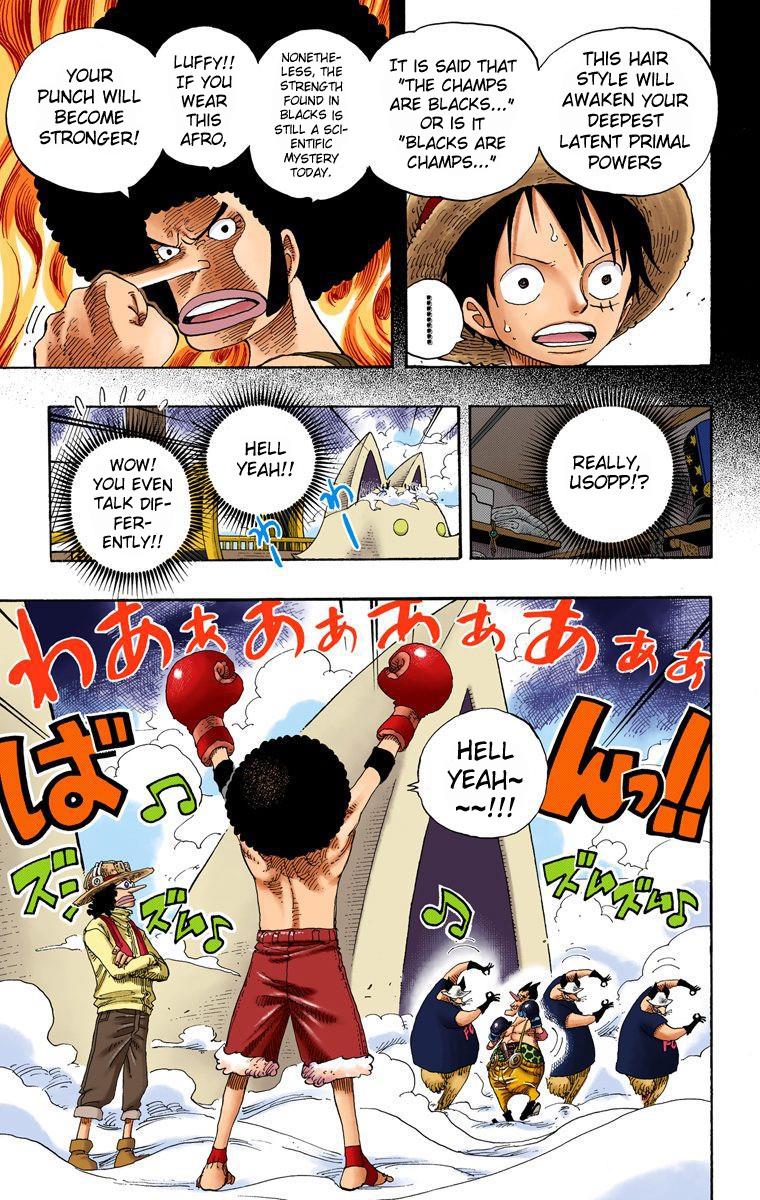 THIS HAIR
STYLE WILL
AWAKEN YOUR
DEEPEST
LATENT PRIMAL
POWERS
IT IS SAID THAT
"THE CHAMPS
ARE BLACKS..."
OR IS IT
"BLACKS ARE
CHAMPS..."
.........
NONETHE-
LESS, THE
STRENGTH
FOUND IN
BLACKS IS
STILL A SCI-
ENTIFIC
MYSTERY
TODAY.
LUFFY!!
IF YOU
WEAR
THIS
AFRO,
YOUR
PUNCH WILL
BECOME
STRONGER!
REALLY,
USOPP!?
HELL
YEAH!!
わー
わー
WOW!
YOU EVEN
TALK DIF-
FER-
ENTLY!!
わあぁあぁあぁあぁぁ
ばんっ!!
HELL
YEAH~
~~!!!
ズムズム♪
ズム♪